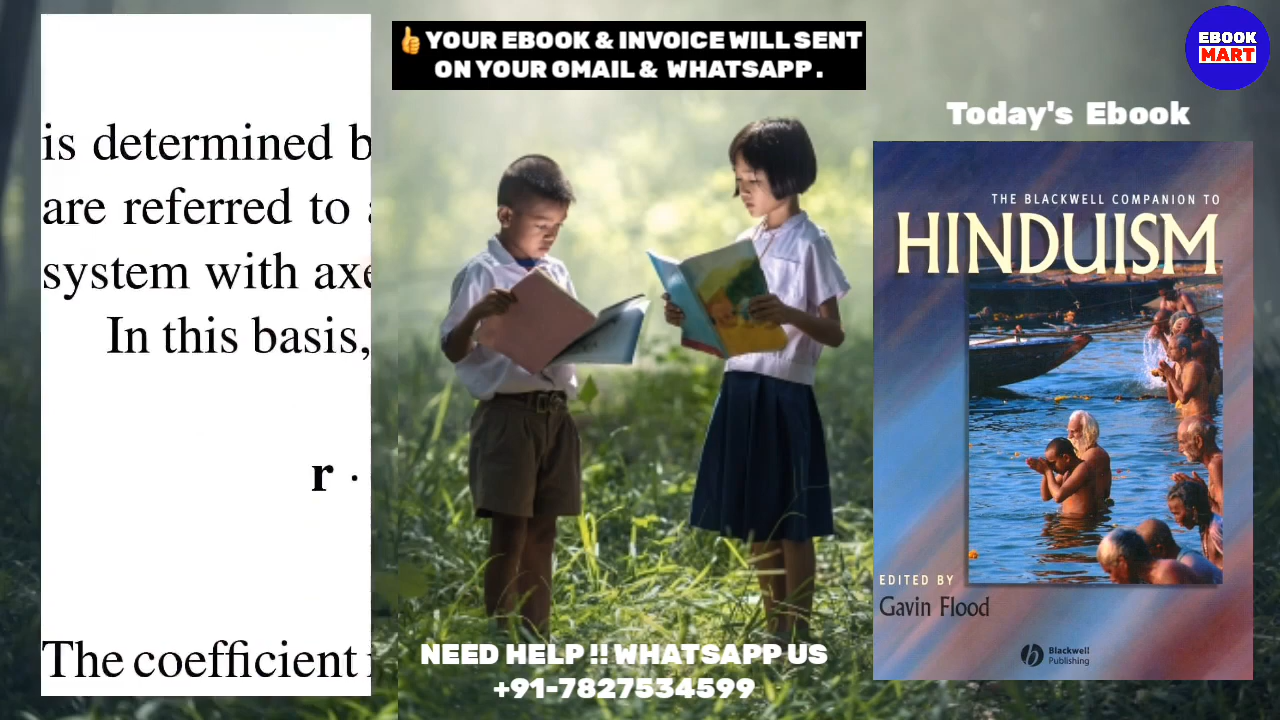 is determined
are referred to
system with
In this basis,
r ·
The coefficient
👍YOUR EBOOK & INVOICE WILL SENT
ON YOUR GMAIL & WHATSAPP .
NEED HELP !! WHATSAPP US
+91-7827534599
EBOOK
MART
Today's Ebook
THE BLACKWELL COMPANION TO
HINDUISM
EDITED BY
Gavin Flood
Blackwell
Publishing